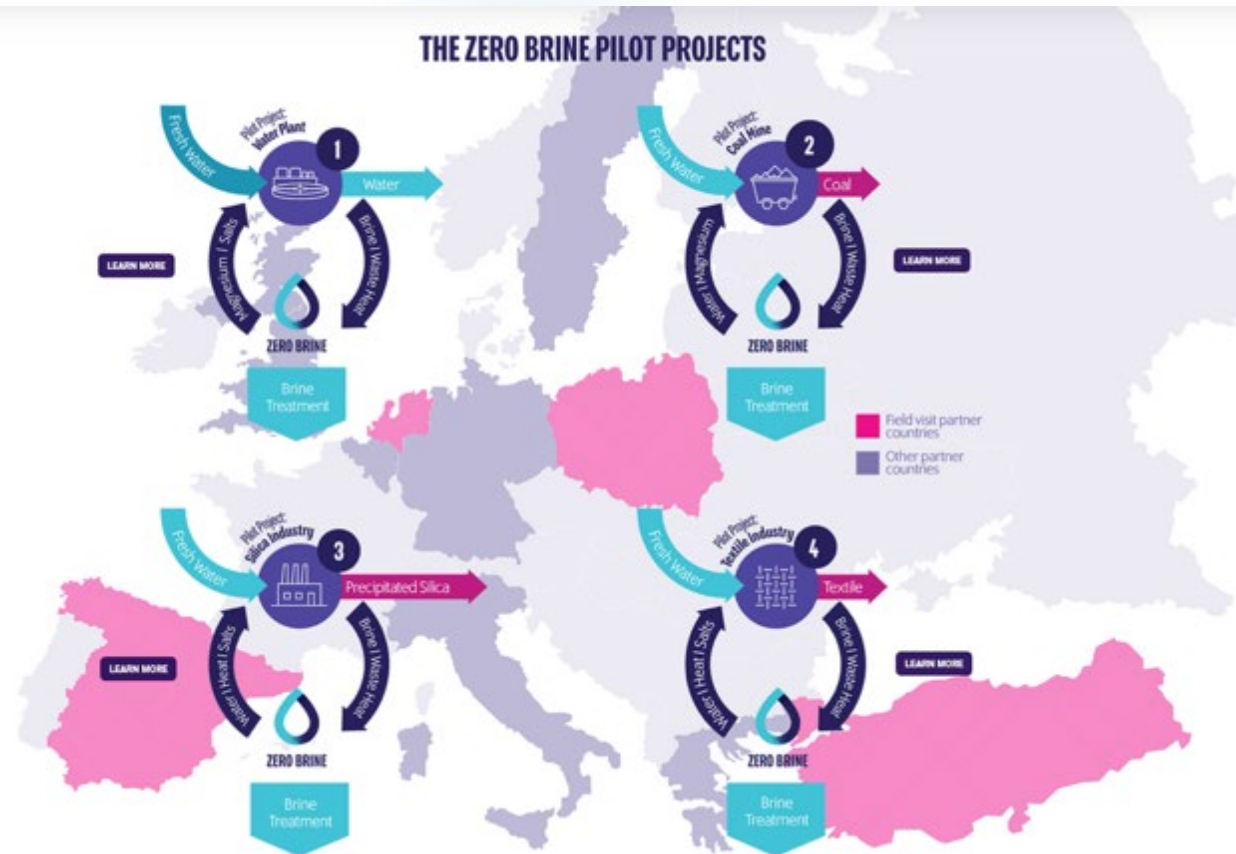 THE ZERO BRINE PILOT PROJECTS
Pilot Project:
Water Plant
1
Fresh Water
Water
Magnesium | Salts
Brine | Waste Heat
LEARN MORE
ZERO BRINE
Brine
Treatment
Pilot Project:
Coal Mine
2
Fresh Water
Coal
Water | Magnesium
Brine | Waste Heat
LEARN MORE
ZERO BRINE
Brine
Treatment
Field visit partner
countries
Other partner
countries
Pilot Project:
Silica Industry
3
Fresh Water
Precipitated Silica
Water | Heat | Salts
Brine | Waste Heat
LEARN MORE
ZERO BRINE
Brine
Treatment
Pilot Project:
Textile Industry
4
Fresh Water
Textile
Water | Heat | Salts
Brine | Waste Heat
LEARN MORE
ZERO BRINE
Brine
Treatment